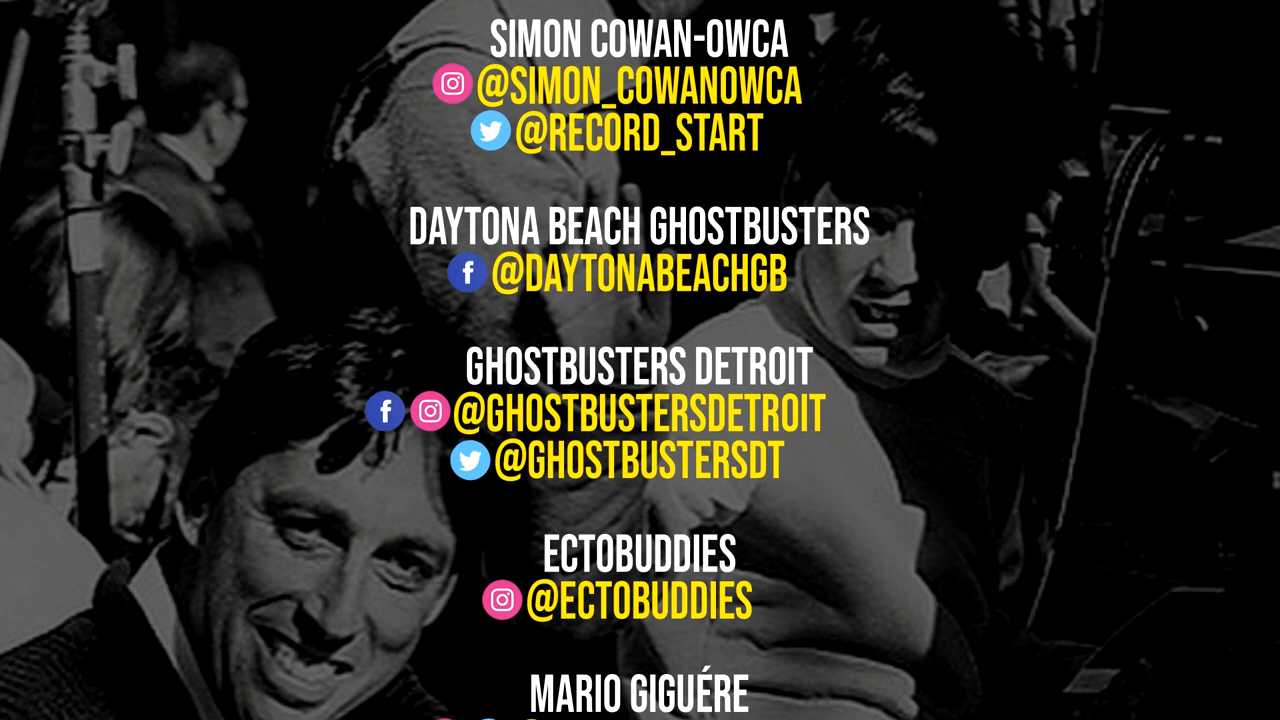 SIMON COWAN-OWCA
@SIMON_COWANOWCA
@RECORD_START
DAYTONA BEACH GHOSTBUSTERS
@DAYTONABEACHGB
GHOSTBUSTERS DETROIT
@GHOSTBUSTERSDETROIT
@GHOSTBUSTERSDT
ECTOBUDDIES
@ECTOBUDDIES
MARIO GIGUÉRE